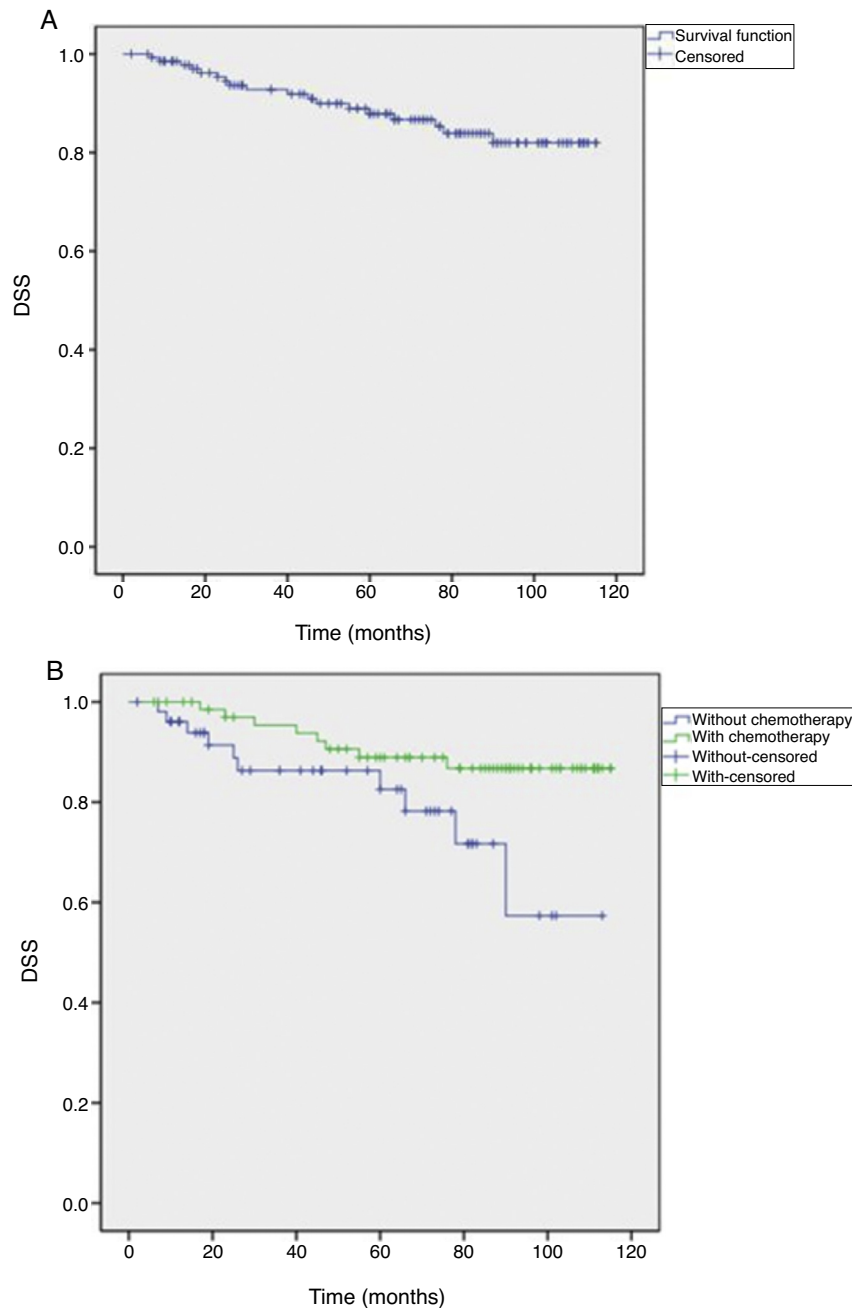 A
Survival function
Censored
1.0
0.8
0.6
0.4
0.2
0.0
DSS
0 20 40 60 80 100 120
Time (months)
B
Without chemotherapy
With chemotherapy
Without-censored
With-censored
1.0
0.8
0.6
0.4
0.2
0.0
DSS
0 20 40 60 80 100 120
Time (months)